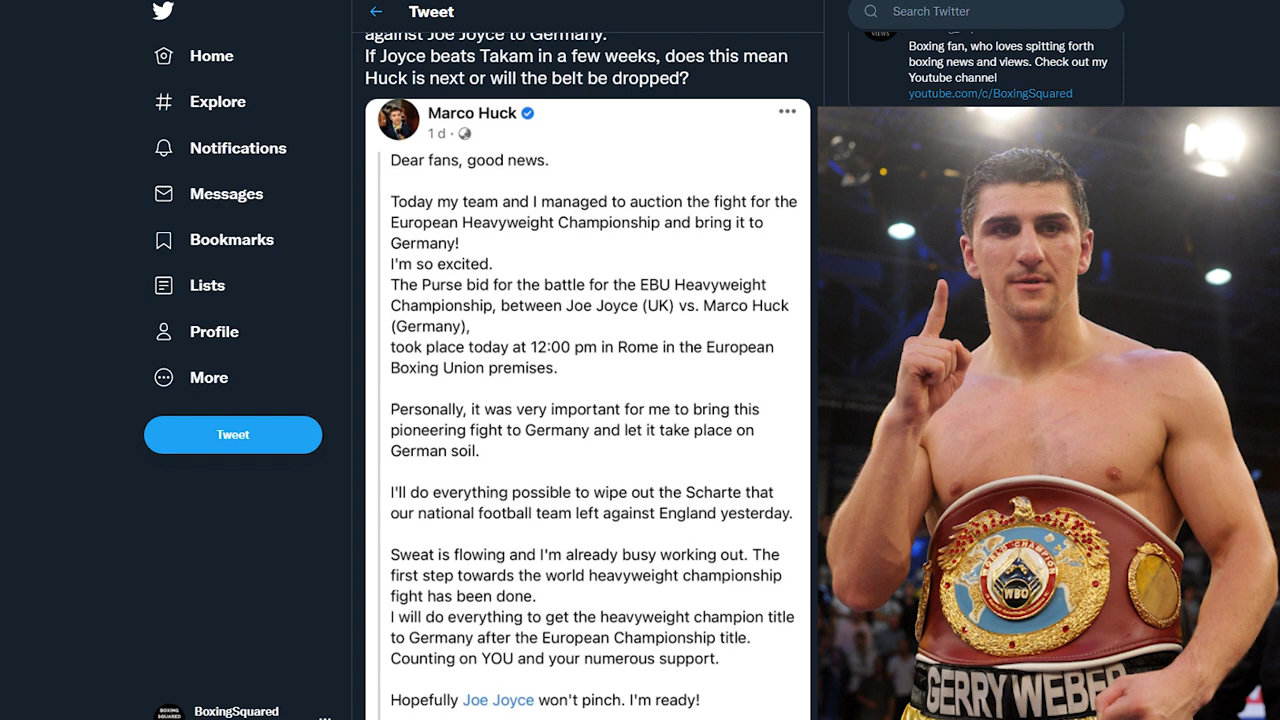 Tweet
Search Twitter
Home
Explore
Notifications
Messages
Bookmarks
Lists
Profile
More
Tweet
BOXING
SQUARED
BoxingSquared
against Joe Joyce to Germany.
If Joyce beats Takam in a few weeks, does this mean
Huck is next or will the belt be dropped?
Marco Huck
1 d ·
Dear fans, good news.
Today my team and I managed to auction the fight for the
European Heavyweight Championship and bring it to
Germany!
I'm so excited.
The Purse bid for the battle for the EBU Heavyweight
Championship, between Joe Joyce (UK) vs. Marco Huck
(Germany),
took place today at 12:00 pm in Rome in the European
Boxing Union premises.
Personally, it was very important for me to bring this
pioneering fight to Germany and let it take place on
German soil.
I'll do everything possible to wipe out the Scharte that
our national football team left against England yesterday.
Sweat is flowing and I'm already busy working out. The
first step towards the world heavyweight championship
fight has been done.
I will do everything to get the heavyweight champion title
to Germany after the European Championship title.
Counting on YOU and your numerous support.
Hopefully Joe Joyce won't pinch. I'm ready!
VIEWS
Boxing fan, who loves spitting forth
boxing news and views. Check out my
Youtube channel
youtube.com/c/BoxingSquared
WORLD CHAMPION
WBO
GERRY WEBER